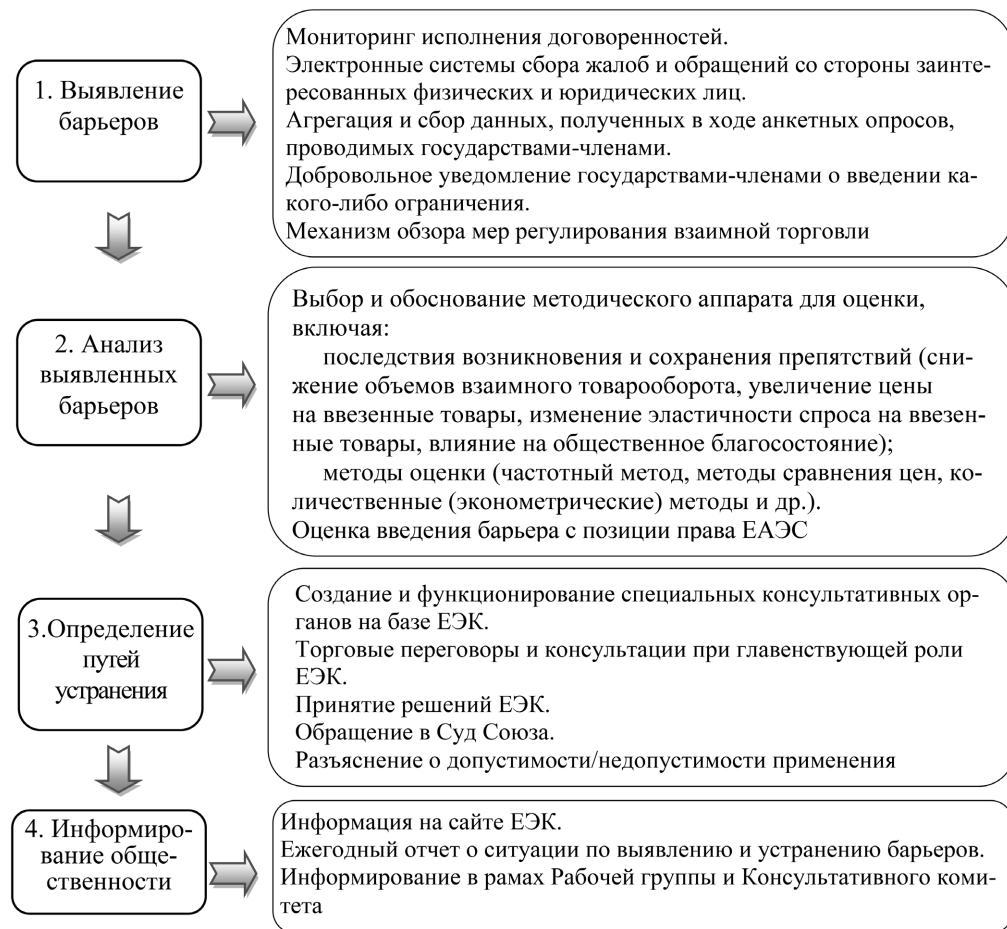 1. Выявление
барьеров
Мониторинг исполнения договоренностей.
Электронные системы сбора жалоб и обращений со стороны заинте-
ресованных физических и юридических лиц.
Агрегация и сбор данных, полученных в ходе анкетных опросов,
проводимых государствами-членами.
Добровольное уведомление государствами-членами о введении ка-
кого-либо ограничения.
Механизм обзора мер регулирования взаимной торговли
2. Анализ
выявленных
барьеров
Выбор и обоснование методического аппарата для оценки,
включая:
последствия возникновения и сохранения препятствий (сни-
жение объемов взаимного товарооборота, увеличение цены
на ввезенные товары, изменение эластичности спроса на ввезен-
ные товары, влияние на общественное благосостояние);
методы оценки (частотный метод, методы сравнения цен, ко-
личественные (эконометрические) методы и др.).
Оценка введения барьера с позиции права ЕАЭС
3.Определение
путей
устранения
Создание и функционирование специальных консультативных ор-
ганов на базе ЕЭК.
Торговые переговоры и консультации при главенствующей роли
ЕЭК.
Принятие решений ЕЭК.
Обращение в Суд Союза.
Разъяснение о допустимости/недопустимости применения
4. Информиро-
вание обще-
ственности
Информация на сайте ЕЭК.
Ежегодный отчет о ситуации по выявлению и устранению барьеров.
Информирование в рамах Рабочей группы и Консультативного коми-
тета